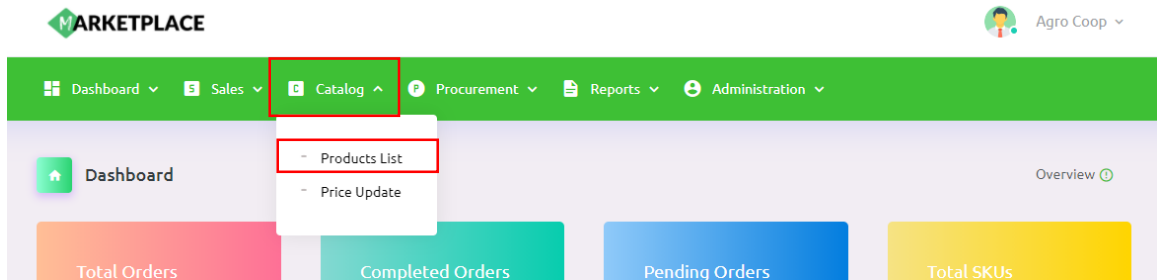 MARKETPLACE
Agro Coop
Dashboard S Sales C Catalog P Procurement Reports Administration
- Products List
- Price Update
Dashboard
Overview
Total Orders Completed Orders Pending Orders Total SKUs